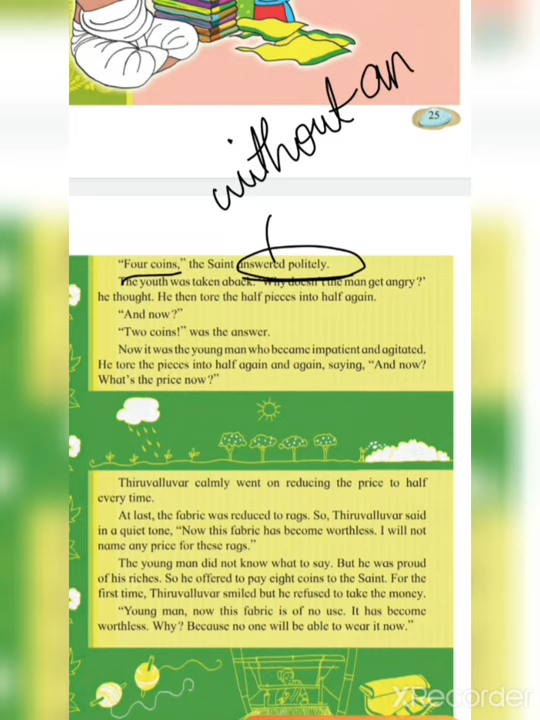 25
without an
“Four coins,” the Saint answered politely.
The youth was taken aback. ‘Why doesn’t the man get angry?’
he thought. He then tore the half pieces into half again.
“And now?”
“Two coins!” was the answer.
Now it was the young man who became impatient and agitated.
He tore the pieces into half again and again, saying, “And now?
What’s the price now?”
Thiruvalluvar calmly went on reducing the price to half
every time.
At last, the fabric was reduced to rags. So, Thiruvalluvar said
in a quiet tone, “Now this fabric has become worthless. I will not
name any price for these rags.”
The young man did not know what to say. But he was proud
of his riches. So he offered to pay eight coins to the Saint. For the
first time, Thiruvalluvar smiled but he refused to take the money.
“Young man, now this fabric is of no use. It has become
worthless. Why? Because no one will be able to wear it now.”
XRecorder